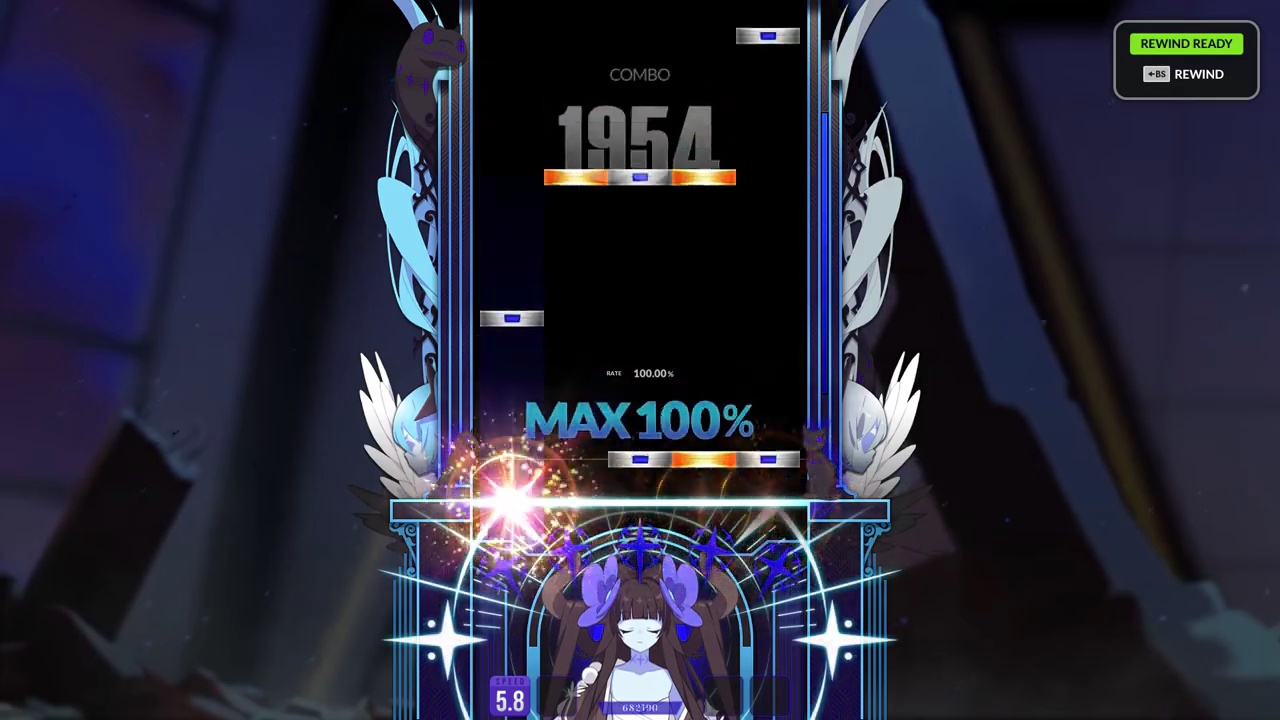 REWIND READY
←BS REWIND
COMBO
1954
RATE 100.00%
MAX 100%
SPEED
5.8
682190